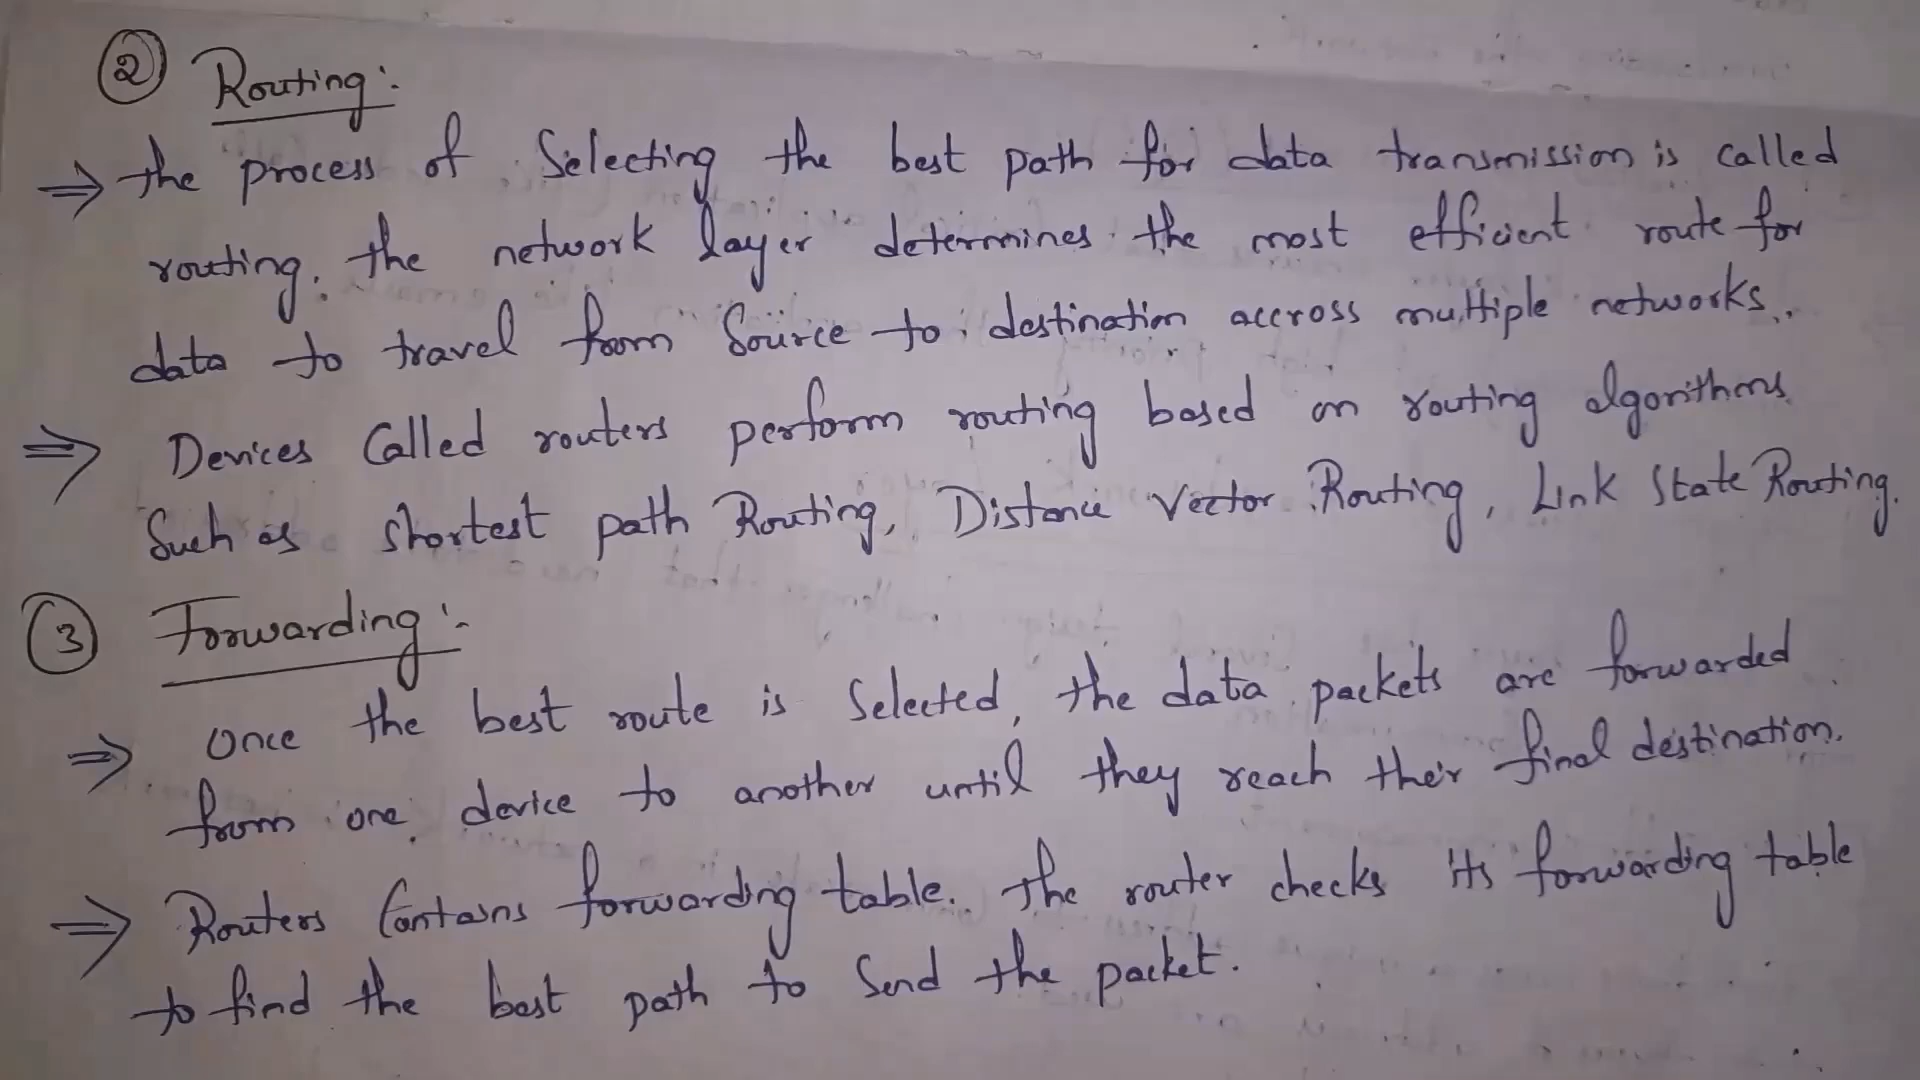 ② Routing :-
⇒ the process of Selecting the best path for data transmission is called
routing. the network layer determines the most efficient route for
data to travel from Source to destination accross multiple networks.
⇒ Devices Called routers perform routing based on routing algorithms
Such as shortest path Routing, Distance Vector Routing, Link State Routing.
③ Forwarding :-
⇒ Once the best route is Selected, the data packets are forwarded
from one device to another until they reach their final destination.
⇒ Routers Contains forwarding table. the router checks its forwarding table
to find the best path to Send the packet.